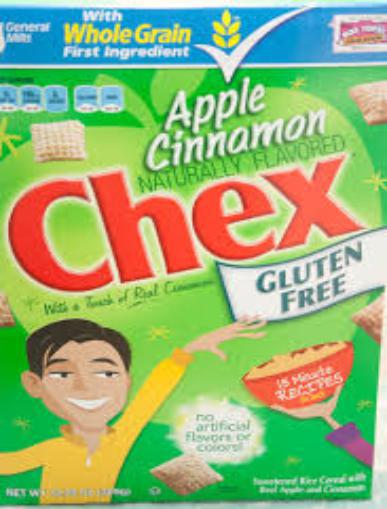 General
Mills
With
Whole Grain
First Ingredient
Apple
Cinnamon
NATURALLY FLAVORED
Chex
GLUTEN
FREE
With a Touch of Real Cinnamon
15 Minute
RECIPES
no
artificial
flavors or
colors!
Sweetened Rice Cereal with
Real Apple and Cinnamon
NET WT